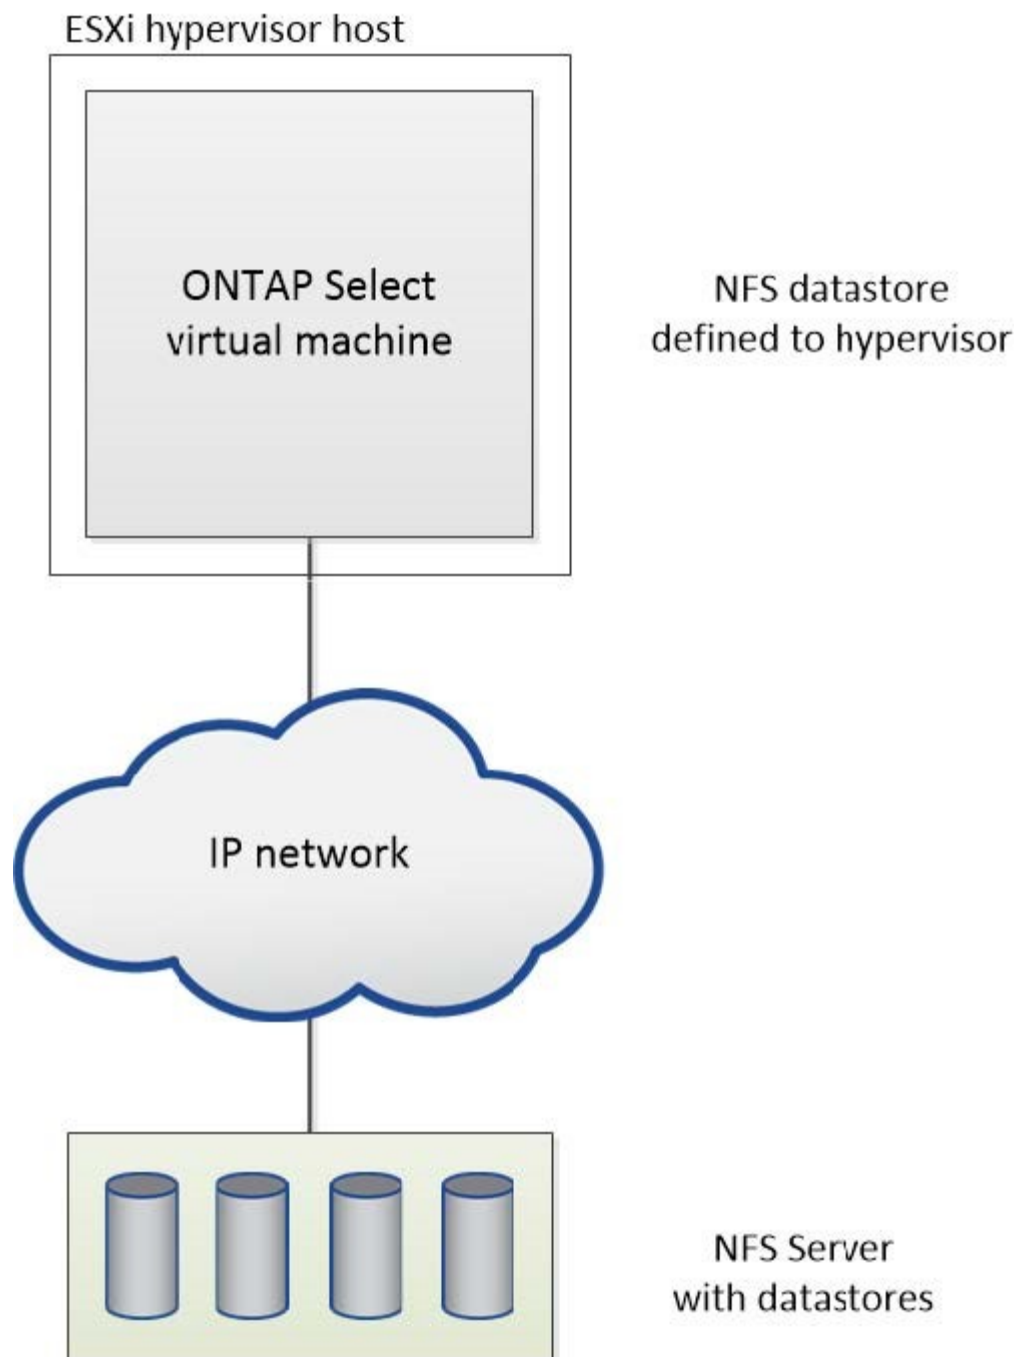 ESXi hypervisor host
ONTAP Select
virtual machine
NFS datastore
defined to hypervisor
IP network
NFS Server
with datastores